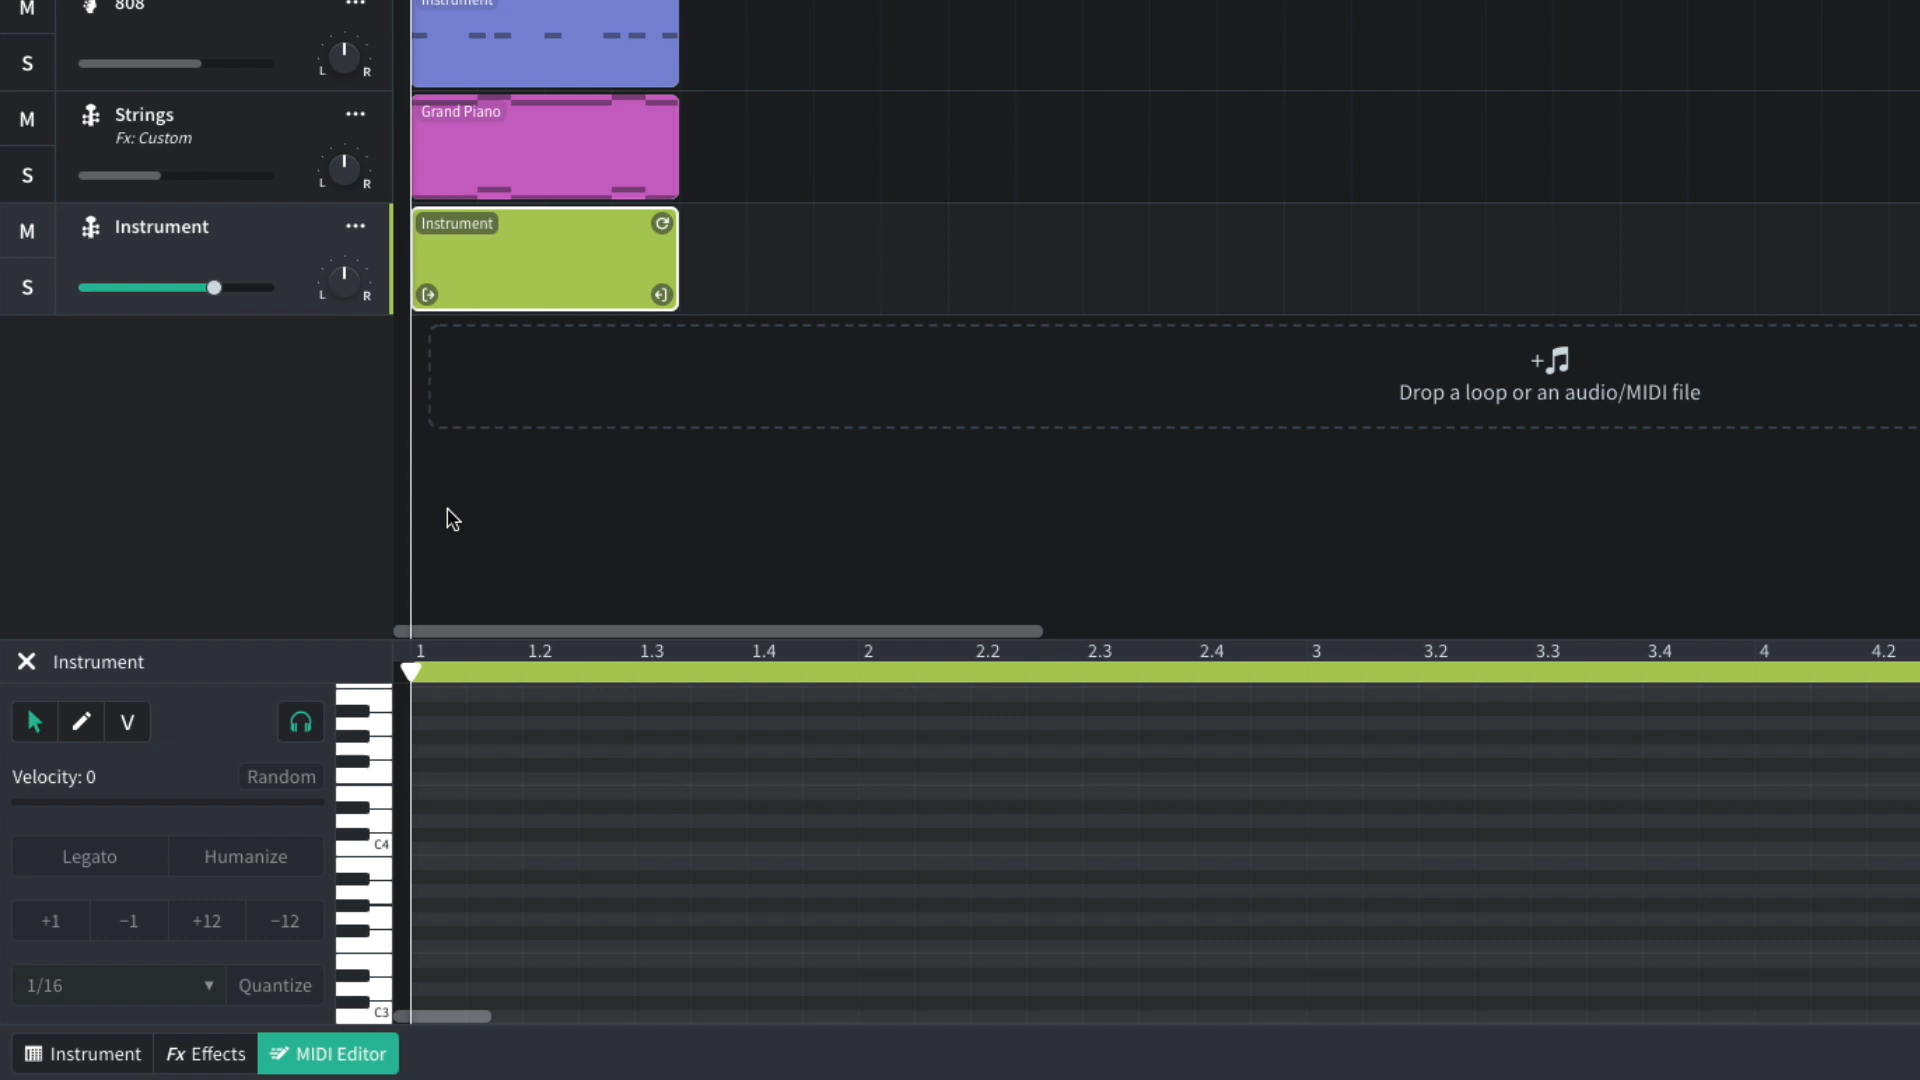 M
808
•••
Instrument
S
L
R
M
Strings
•••
Grand Piano
Fx: Custom
S
L
R
M
Instrument
•••
Instrument
S
L
R
+
Drop a loop or an audio/MIDI file
Instrument
1 1.2 1.3 1.4 2 2.2 2.3 2.4 3 3.2 3.3 3.4 4 4.2
V
Velocity: 0
Random
C4
Legato
Humanize
+1 −1 +12 −12
1/16
Quantize
C3
Instrument
Fx Effects
MIDI Editor